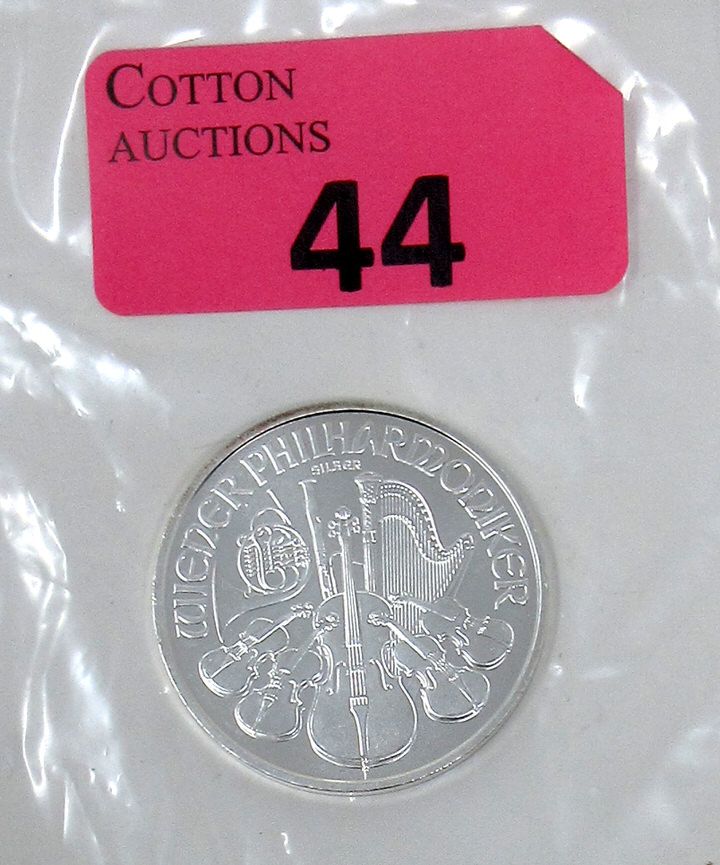 COTTON
AUCTIONS
44
WIENER PHILHARMONIKER
SILBER